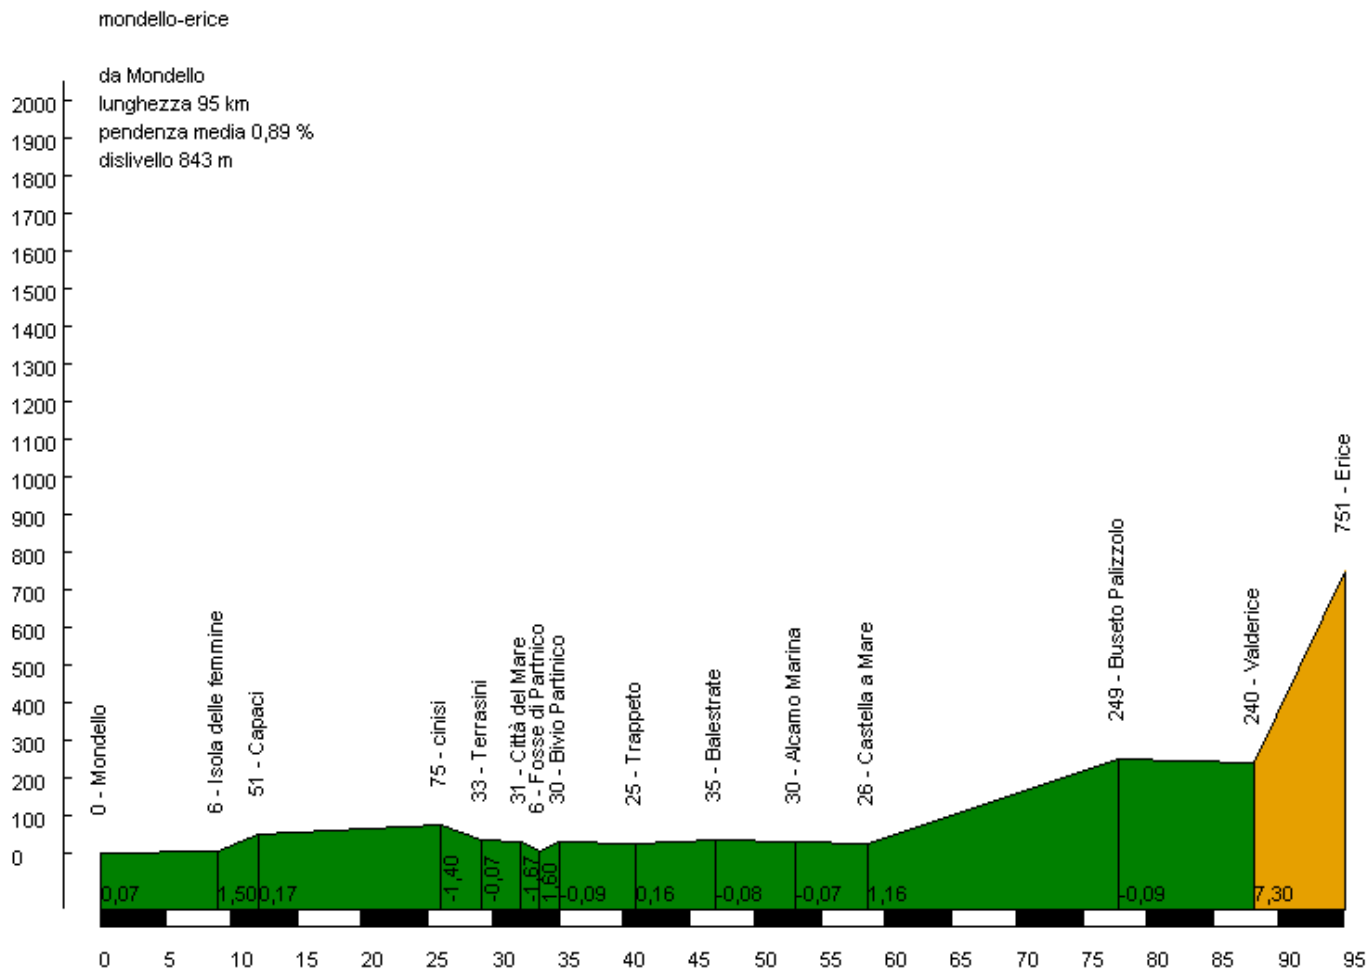 mondello-erice
da Mondello
lunghezza 95 km
pendenza media 0,89 %
dislivello 843 m
2000
1900
1800
1700
1600
1500
1400
1300
1200
1100
1000
900
800
700
600
500
400
300
200
100
0
0 - Mondello
6 - Isola delle femmine
51 - Capaci
75 - cinisi
33 - Terrasini
31 - Città del Mare
6 - Fosse di Partnico
30 - Bivio Partinico
25 - Trappeto
35 - Balestrate
30 - Alcamo Marina
26 - Castella a Mare
249 - Buseto Palizzolo
240 - Valderice
751 - Erice
0,07
1,50
0,17
-1,40
-0,07
-1,67
1,60
-0,09
0,16
-0,08
-0,07
1,16
-0,09
7,30
0 5 10 15 20 25 30 35 40 45 50 55 60 65 70 75 80 85 90 95